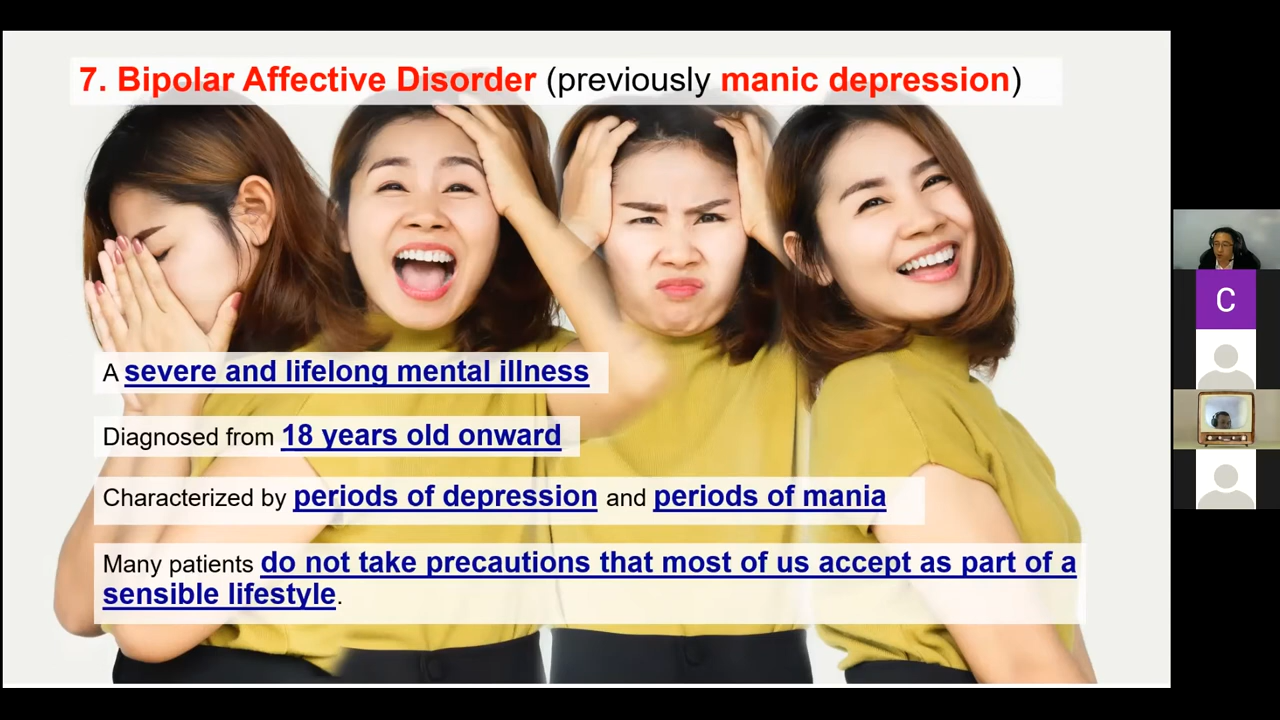 7. Bipolar Affective Disorder (previously manic depression)
A severe and lifelong mental illness
Diagnosed from 18 years old onward
Characterized by periods of depression and periods of mania
Many patients do not take precautions that most of us accept as part of a
sensible lifestyle.
C